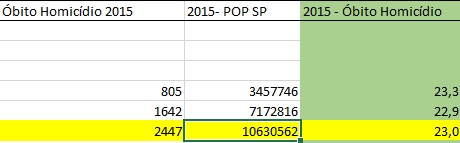 Óbito Homicídio 2015 2015- POP SP 2015 - Óbito Homicídio
805 3457746 23,3
1642 7172816 22,9
2447 10630562 23,0